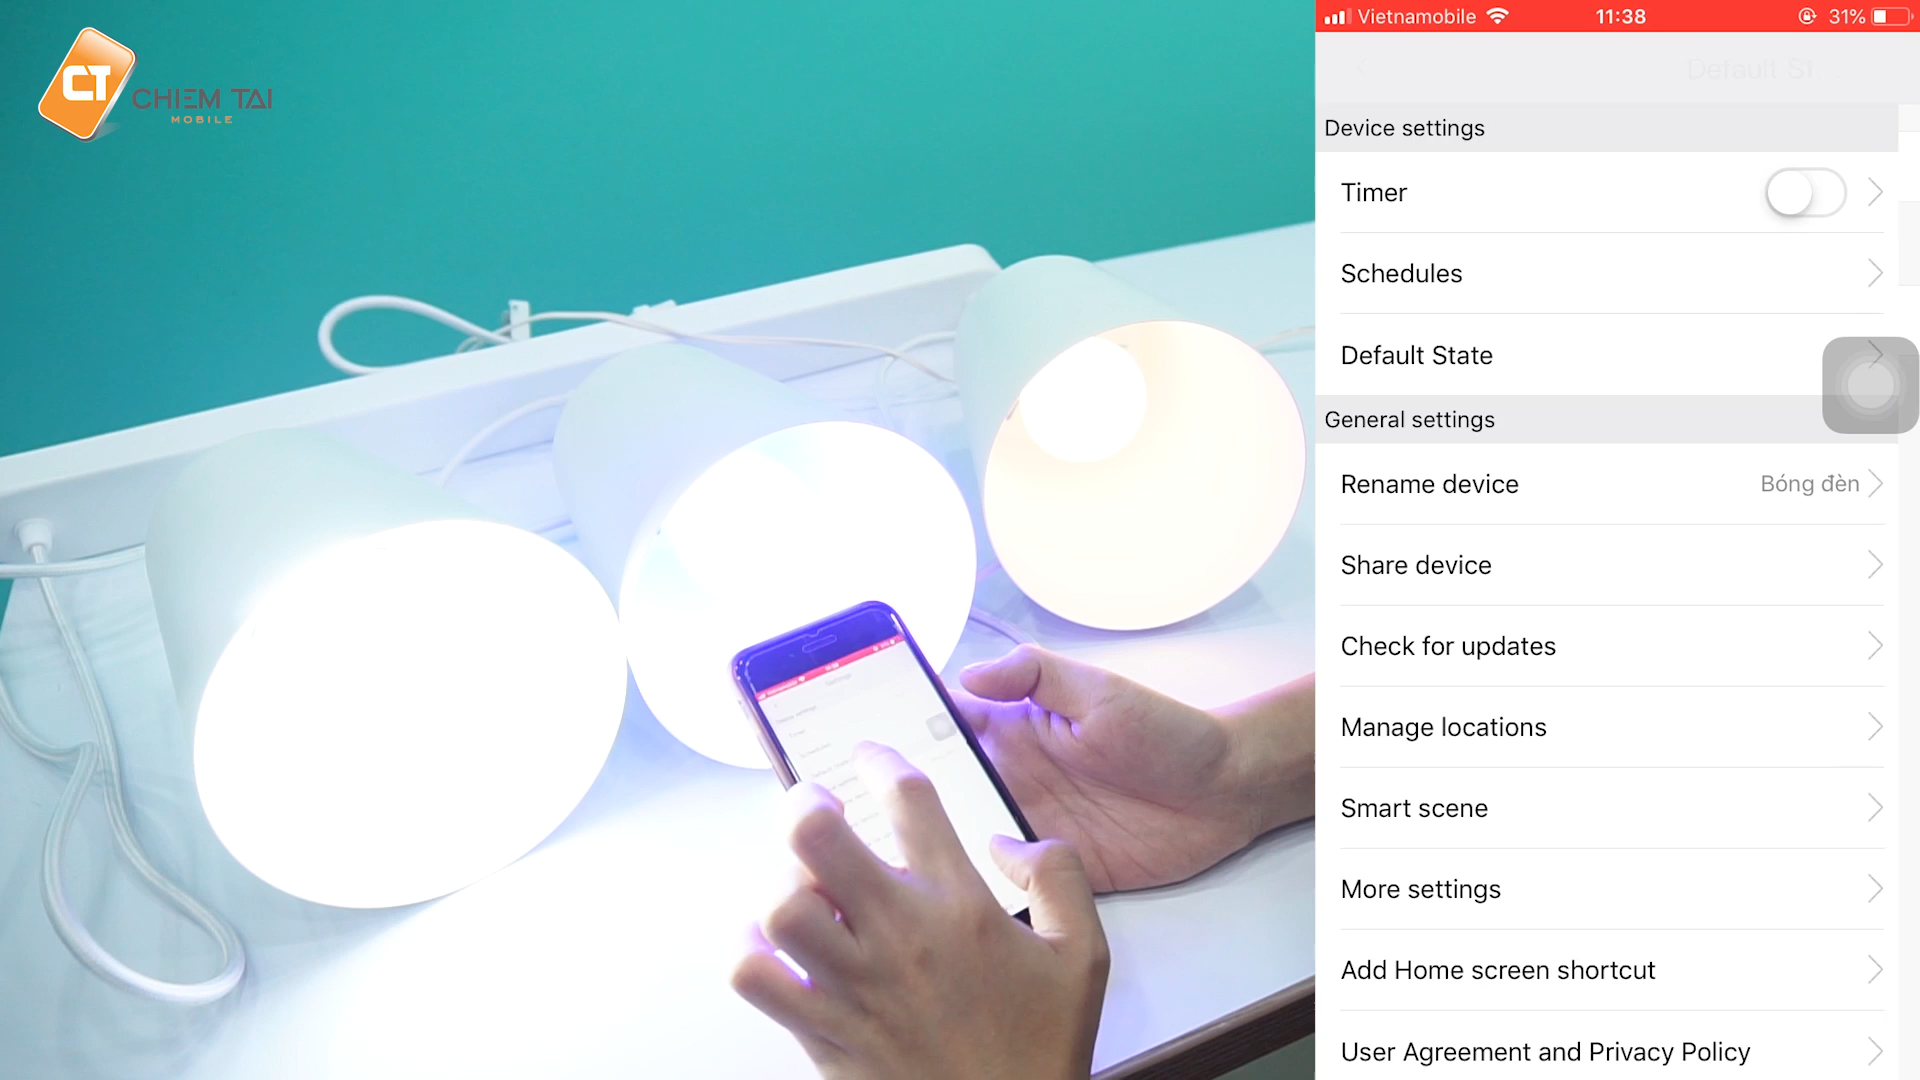 CT
CHIEM TAI
MOBILE
Vietnamobile
11:38
31%
Default St
Device settings
Timer
Schedules
Default State
General settings
Rename device
Bóng đèn
Share device
Check for updates
Manage locations
Smart scene
More settings
Add Home screen shortcut
User Agreement and Privacy Policy